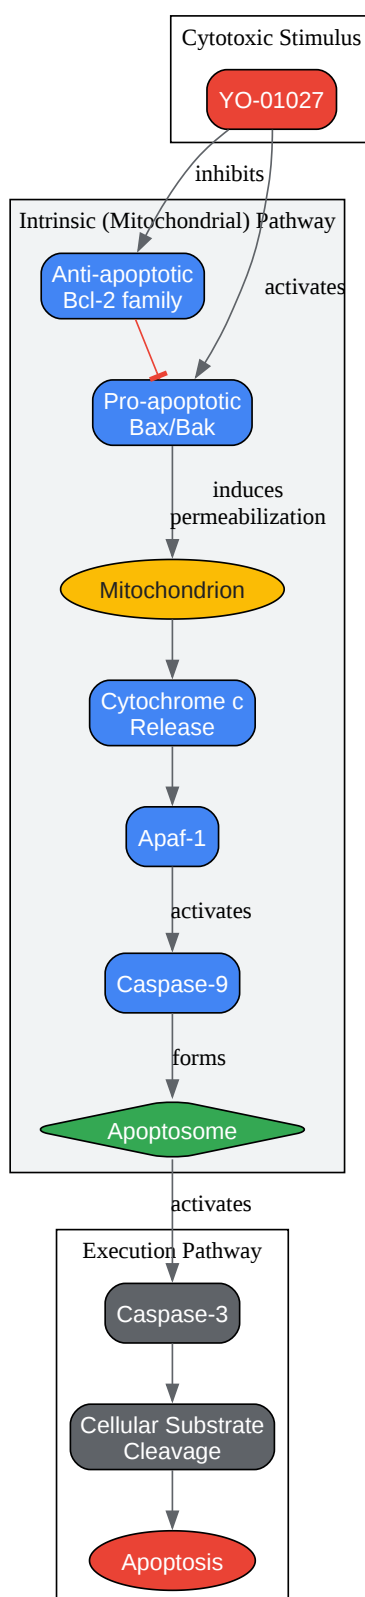 Cytotoxic Stimulus
YO-01027
inhibits
Intrinsic (Mitochondrial) Pathway
Anti-apoptotic
Bcl-2 family
activates
Pro-apoptotic
Bax/Bak
induces
permeabilization
Mitochondrion
Cytochrome c
Release
Apaf-1
activates
Caspase-9
forms
Apoptosome
activates
Execution Pathway
Caspase-3
Cellular Substrate
Cleavage
Apoptosis